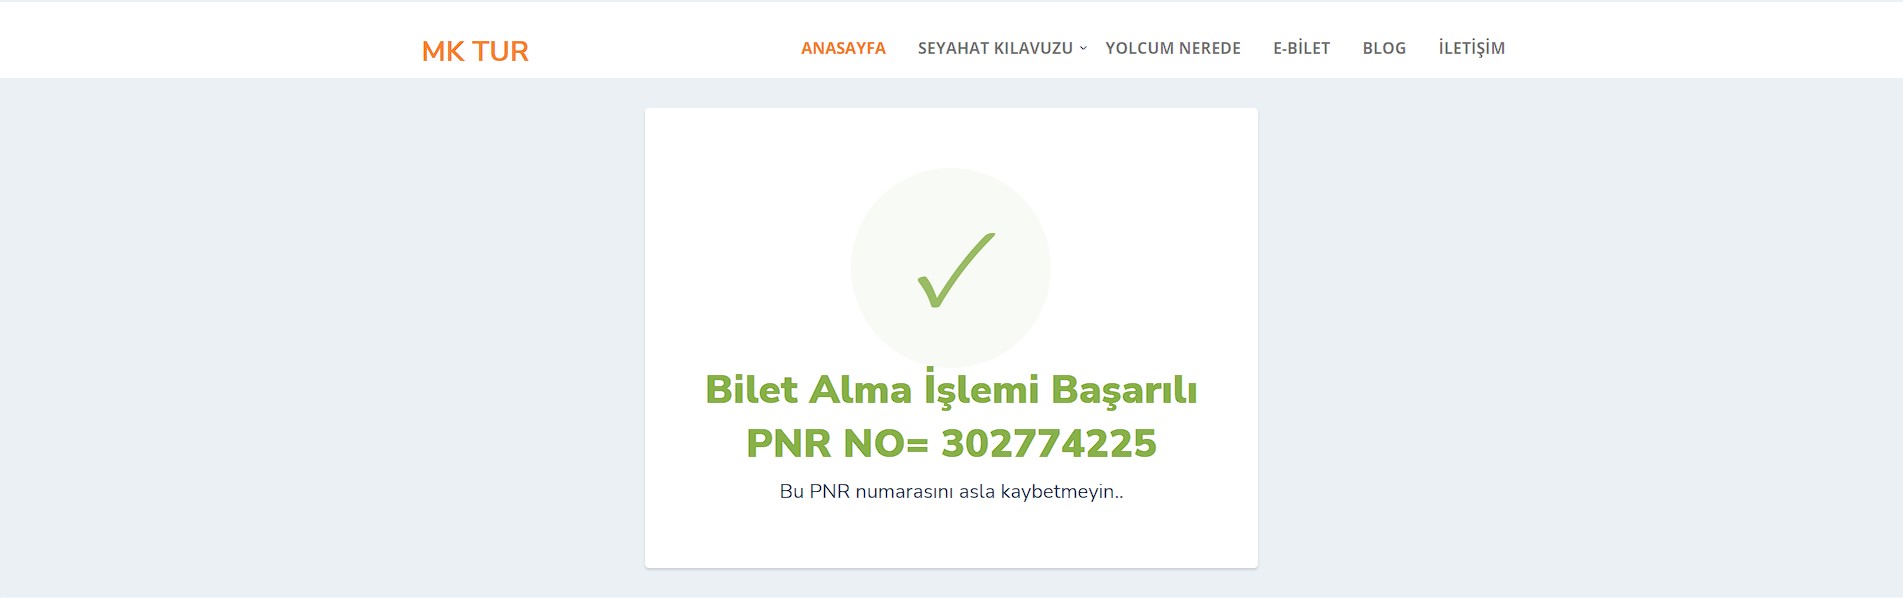 MK TUR
ANASAYFA SEYAHAT KILAVUZU YOLCUM NEREDE E-BİLET BLOG İLETİŞİM
Bilet Alma İşlemi Başarılı
PNR NO= 302774225
Bu PNR numarasını asla kaybetmeyin..